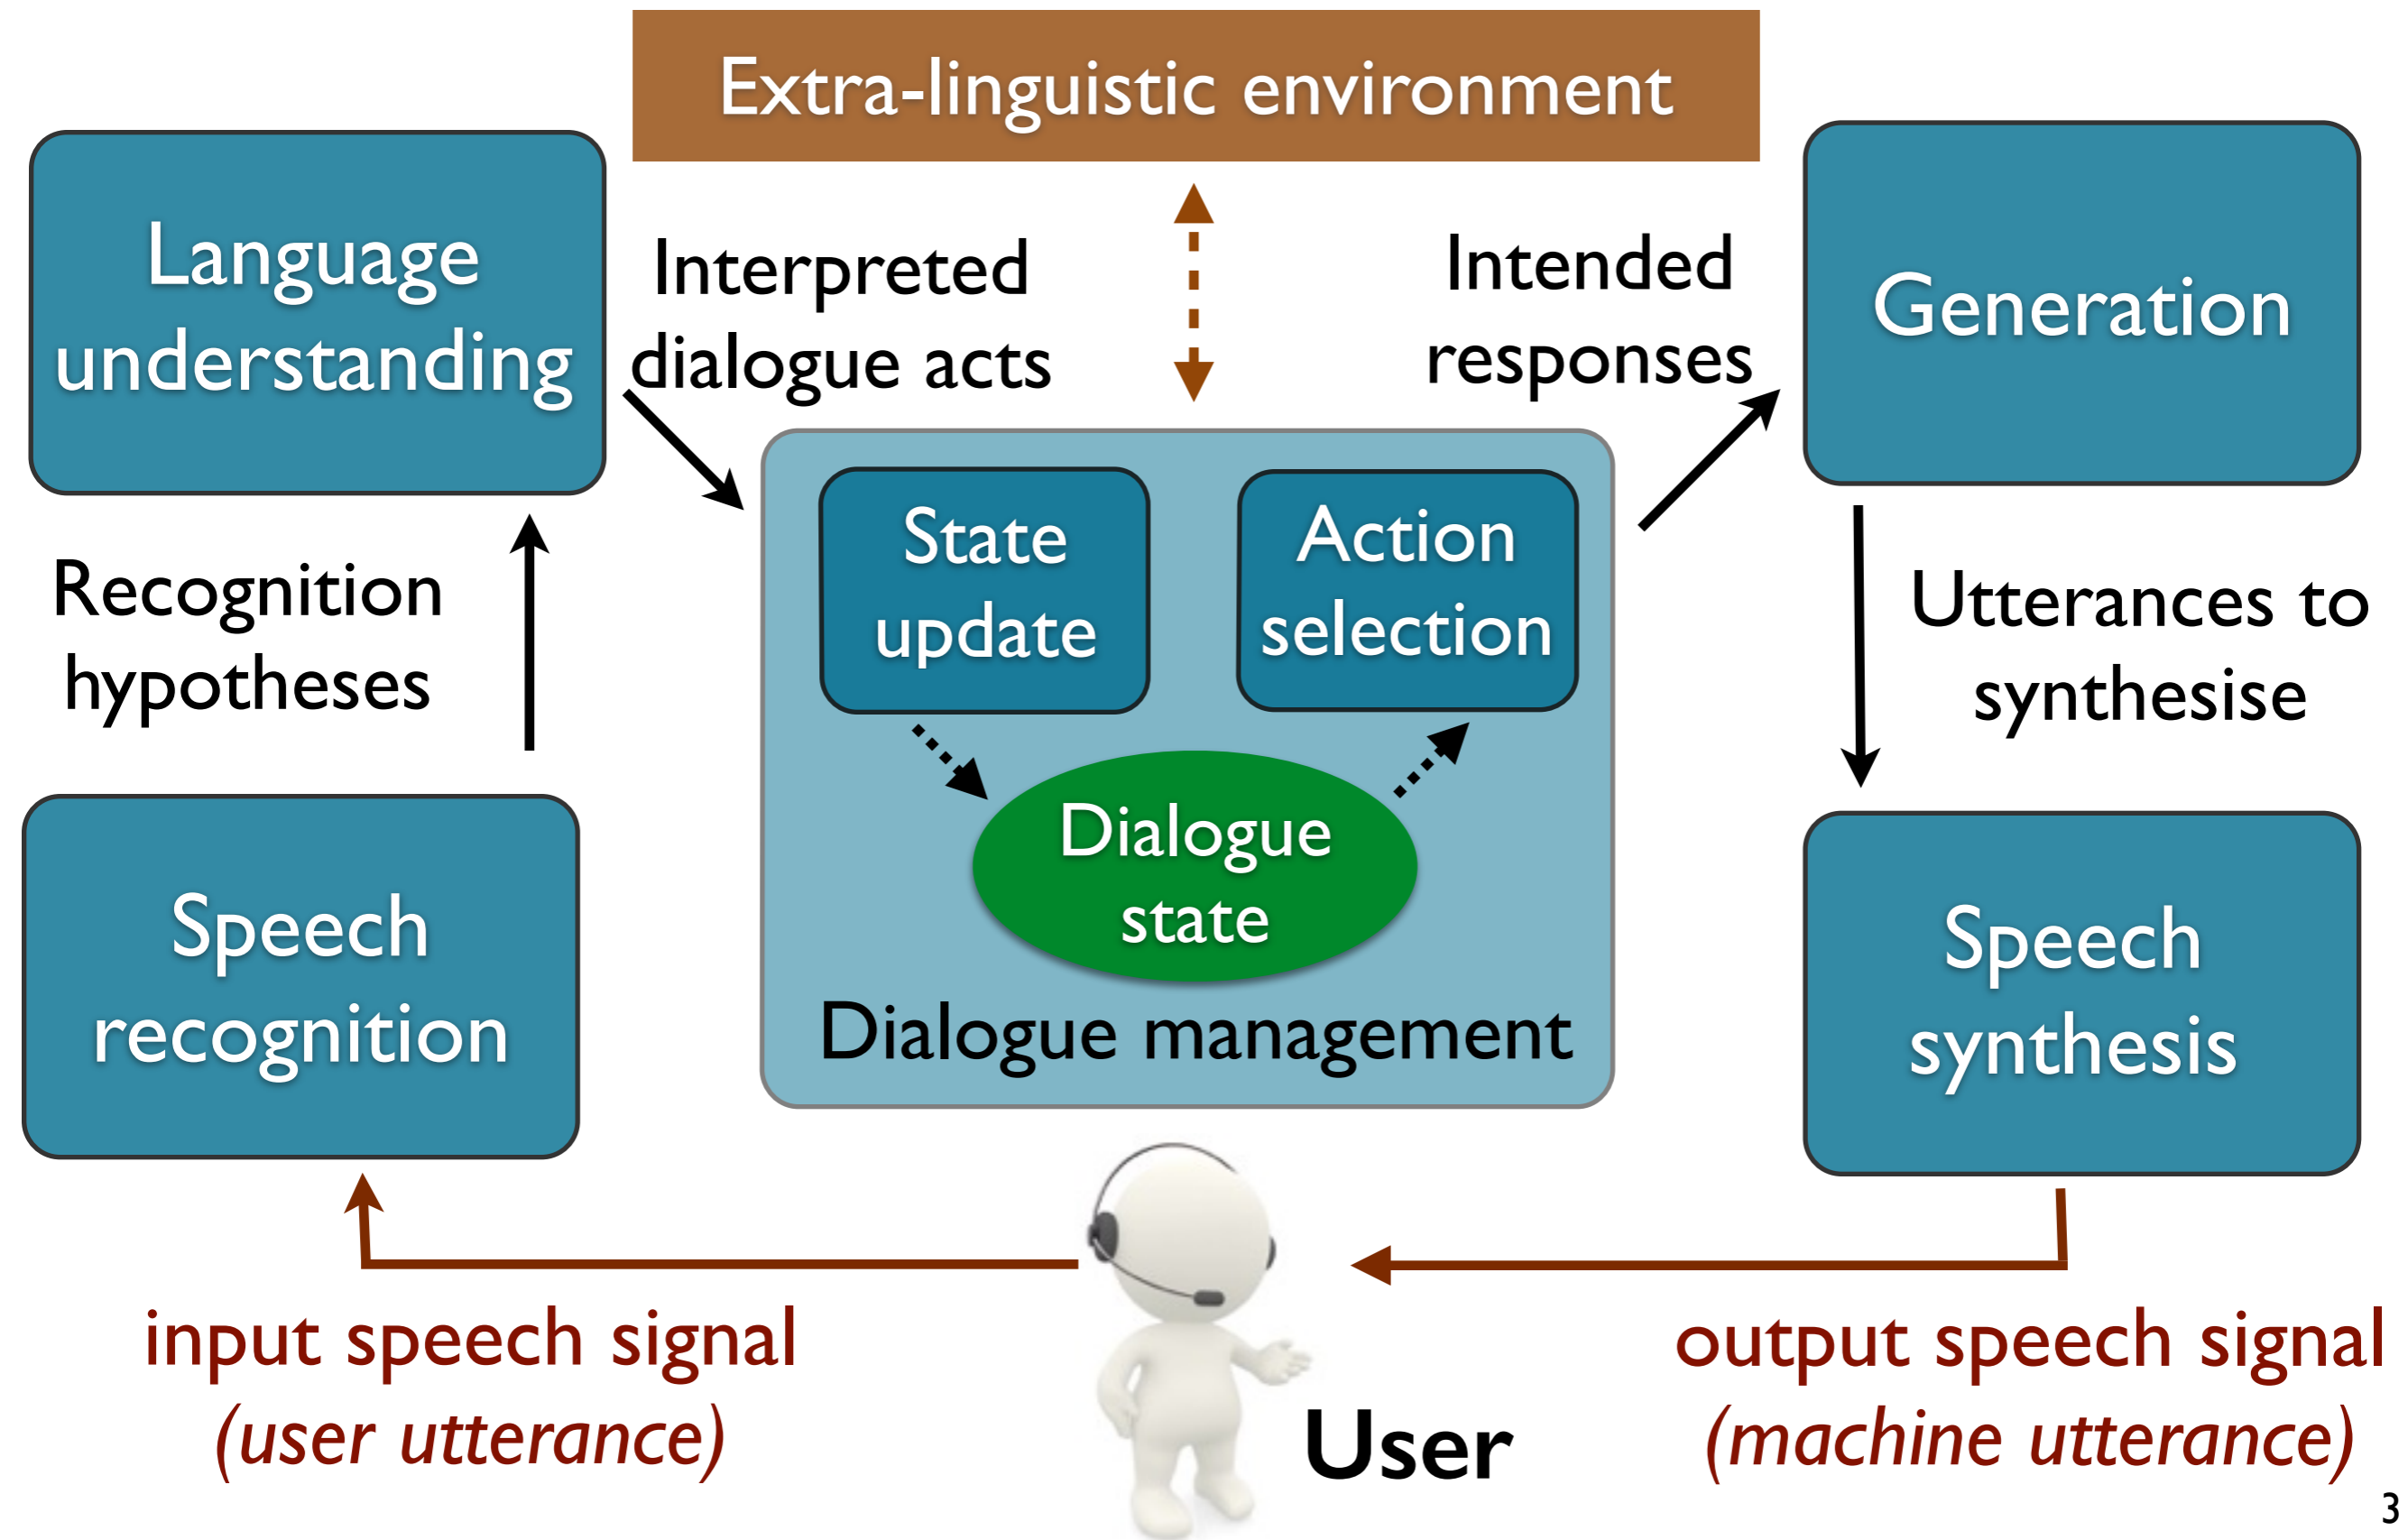 Extra-linguistic environment
Language
understanding
Interpreted
dialogue acts
Intended
responses
Generation
Recognition
hypotheses
State
update
Action
selection
Utterances to
synthesise
Dialogue
state
Dialogue management
Speech
recognition
Speech
synthesis
input speech signal
(user utterance)
User
output speech signal
(machine utterance)
3